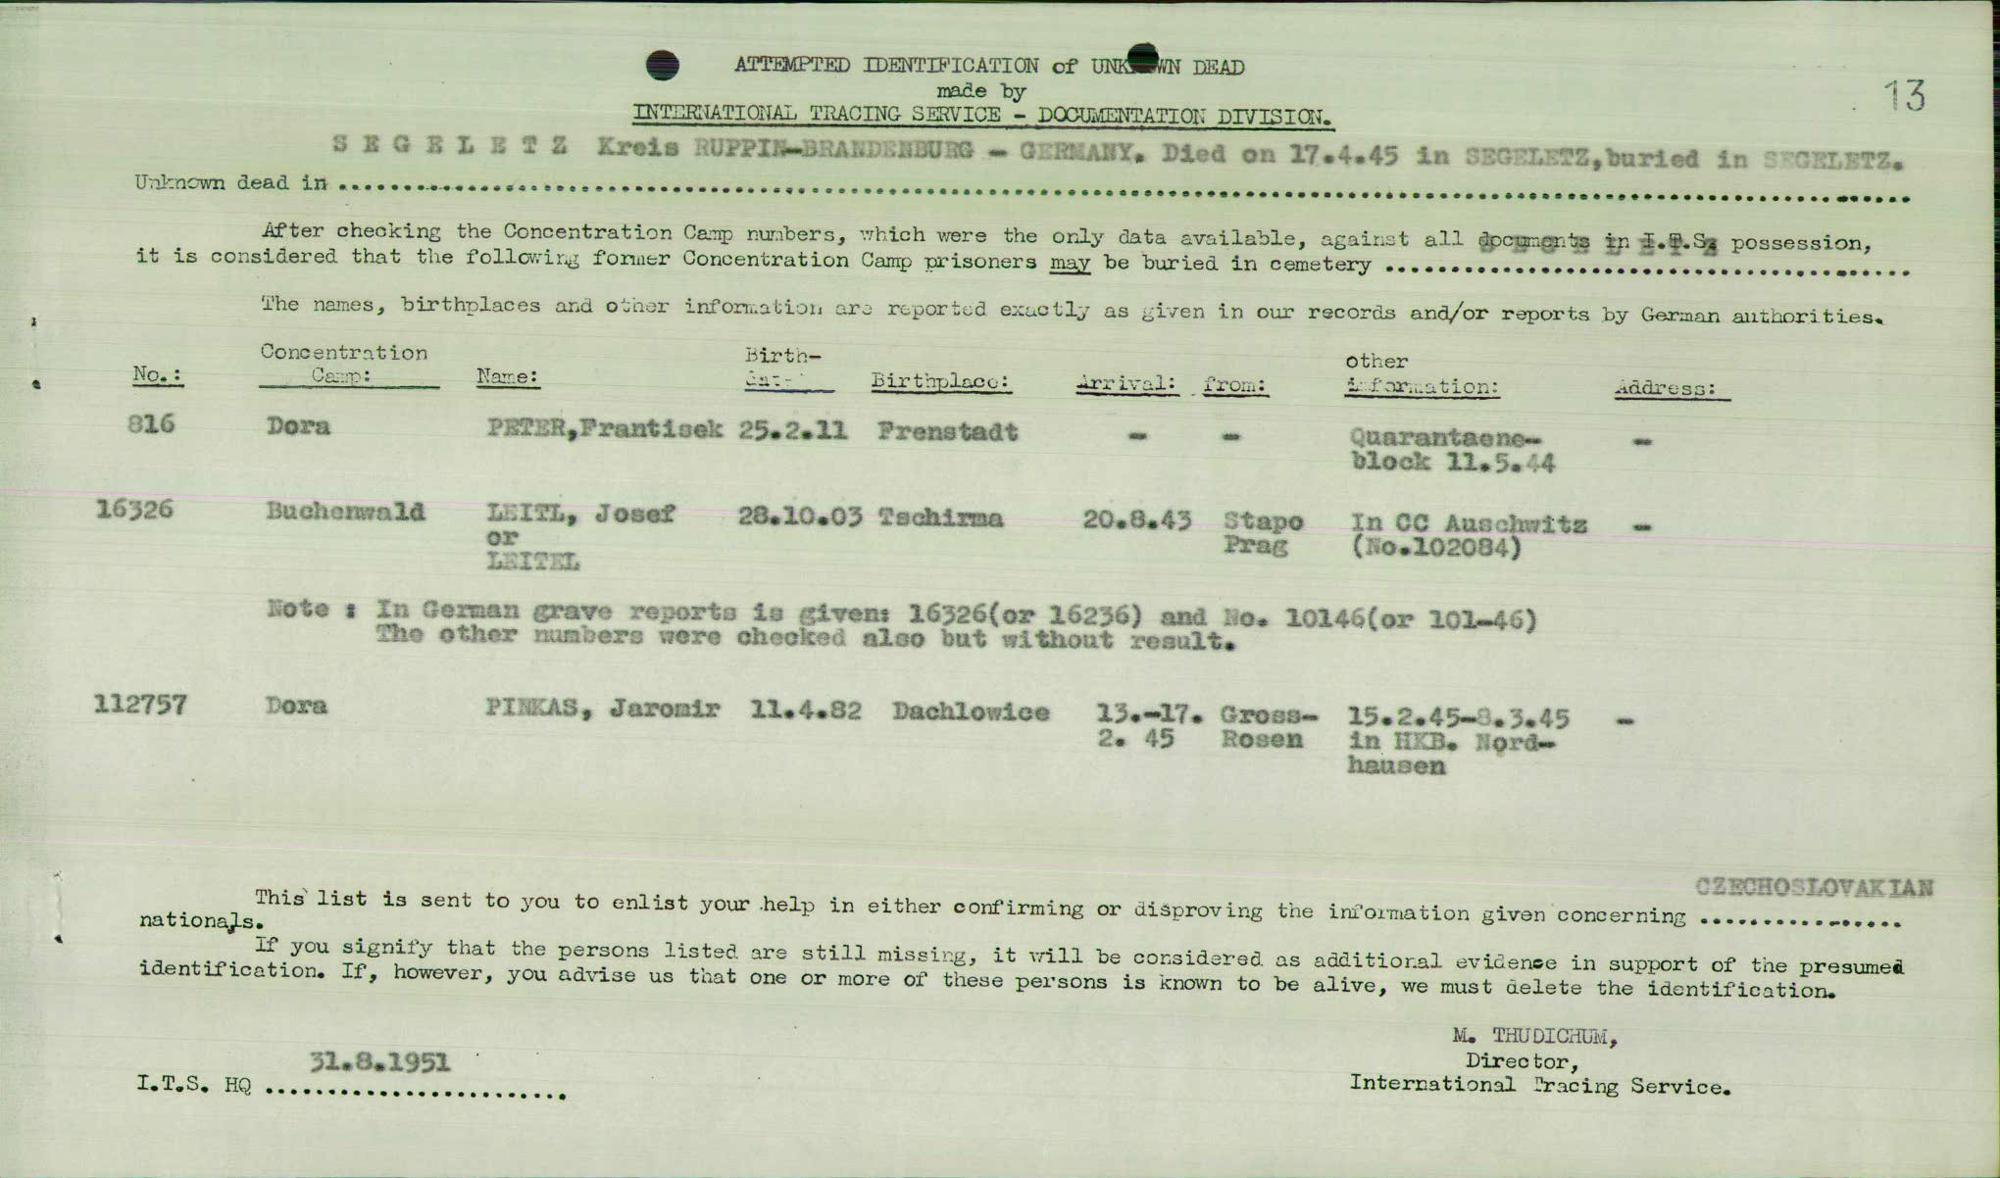 ATTEMPTED IDENTIFICATION of UNKNOWN DEAD
made by
13
INTERNATIONAL TRACING SERVICE - DOCUMENTATION DIVISION.
S E G E L E T Z Kreis RUPPIN-BRANDENBURG - GERMANY. Died on 17.4.45 in SEGELETZ,buried in SEGELETZ.
Unknown dead in ........................................
After checking the Concentration Camp numbers, which were the only data available, against all documents in I.T.S. possession,
S E G E L E T Z
it is considered that the following former Concentration Camp prisoners may be buried in cemetery ........................................
The names, birthplaces and other information are reported exactly as given in our records and/or reports by German authorities.
Concentration Birth- other
No.: Camp: Name: date Birthplace: Arrival: from: information: Address:
816 Dora PETER,Frantisek 25.2.11 Frenstadt - - Quarantaene- -
block 11.5.44
16326 Buchenwald LEITL, Josef 28.10.03 Tschirma 20.8.43 Stapo In CC Auschwitz -
or Prag (No.102084)
LEITEL
Note : In German grave reports is given: 16326(or 16236) and No. 10146(or 101-46)
The other numbers were checked also but without result.
112757 Dora PINKAS, Jaromir 11.4.82 Dachlowice 13.-17. Gross- 15.2.45-8.3.45 -
2. 45 Rosen in HKB. Nord-
hausen
CZECHOSLOVAKIAN
This list is sent to you to enlist your help in either confirming or disproving the information given concerning ................
nationals.
If you signify that the persons listed are still missing, it will be considered as additional evidence in support of the presumed
identification. If, however, you advise us that one or more of these persons is known to be alive, we must delete the identification.
M. THUDICHUM,
Director,
International Tracing Service.
31.8.1951
I.T.S. HQ ........................